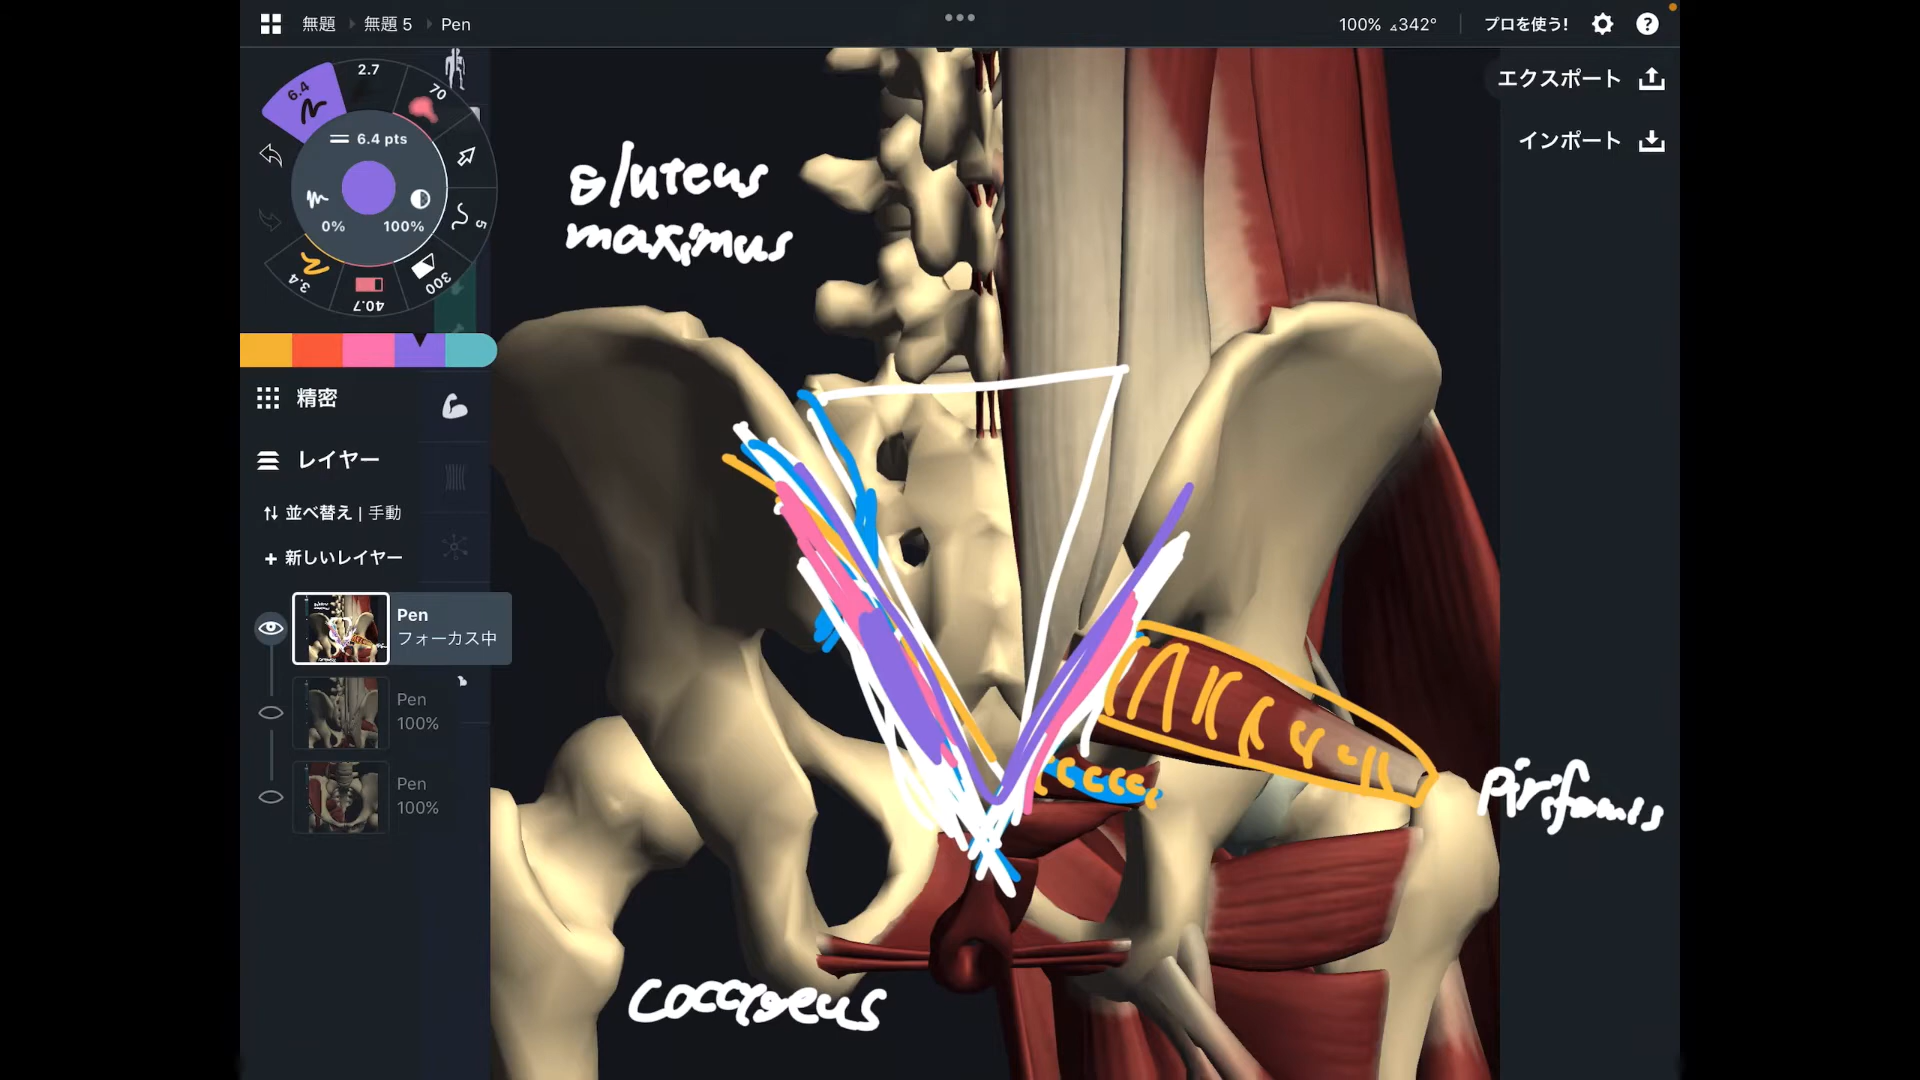 無題 無題 5 Pen
100% ⊿342° プロを使う!
エクスポート
インポート
2.7
6.4
70
6.4 pts
0% 100%
5
3.4
40.7
300
精密
レイヤー
並べ替え | 手動
+ 新しいレイヤー
Pen
フォーカス中
Pen
100%
Pen
100%
gluteus
maximus
piriformis
coccygeus